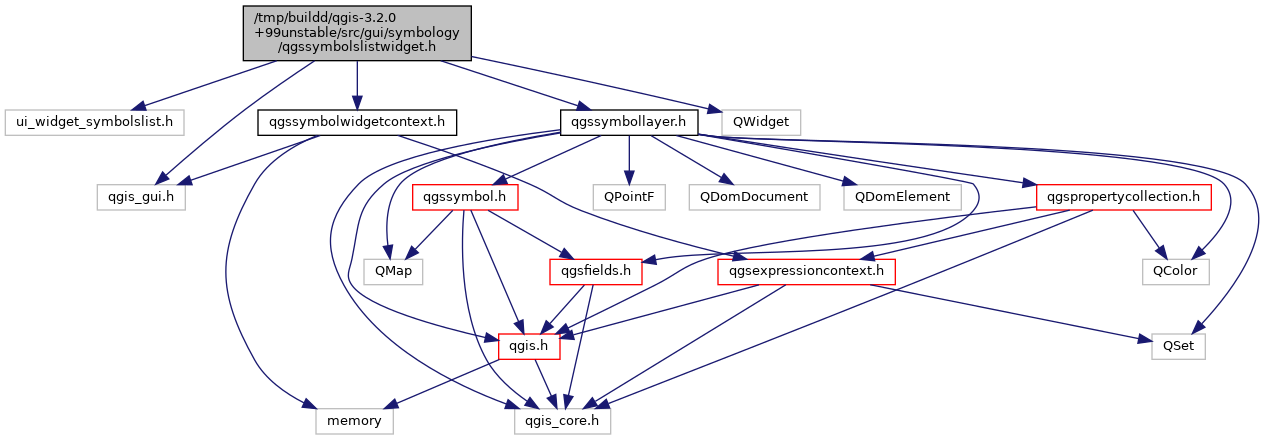 /tmp/buildd/qgis-3.2.0
+99unstable/src/gui/symbology
/qgssymbolslistwidget.h
ui_widget_symbolslist.h
qgssymbolwidgetcontext.h
qgssymbollayer.h
QWidget
qgis_gui.h
qgssymbol.h
QPointF
QDomDocument
QDomElement
qgspropertycollection.h
QMap
qgsfields.h
qgsexpressioncontext.h
QColor
qgis.h
QSet
memory
qgis_core.h